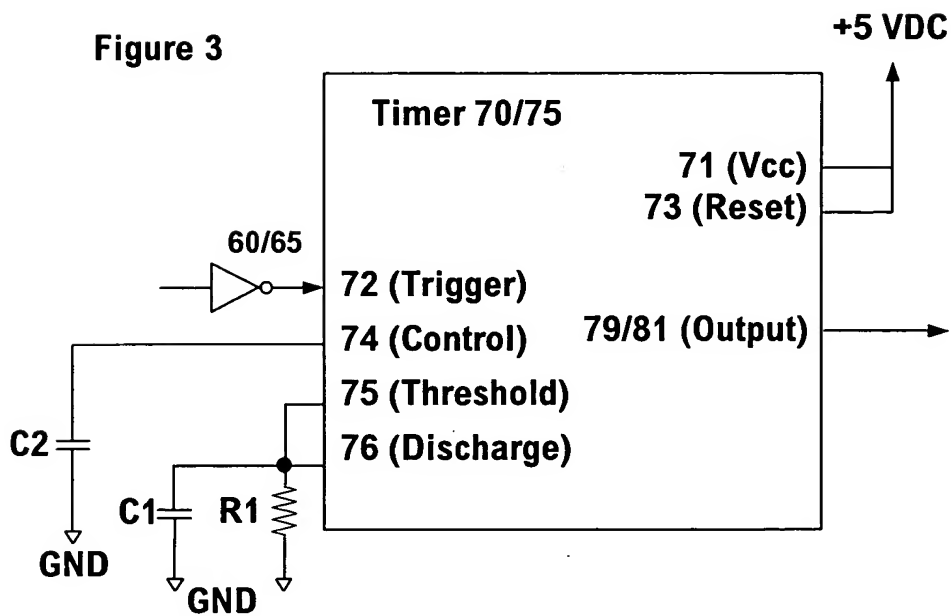 Figure 3
+5 VDC
Timer 70/75
71 (Vcc)
73 (Reset)
60/65
72 (Trigger)
74 (Control)
79/81 (Output)
75 (Threshold)
76 (Discharge)
C2
C1
R1
GND
GND